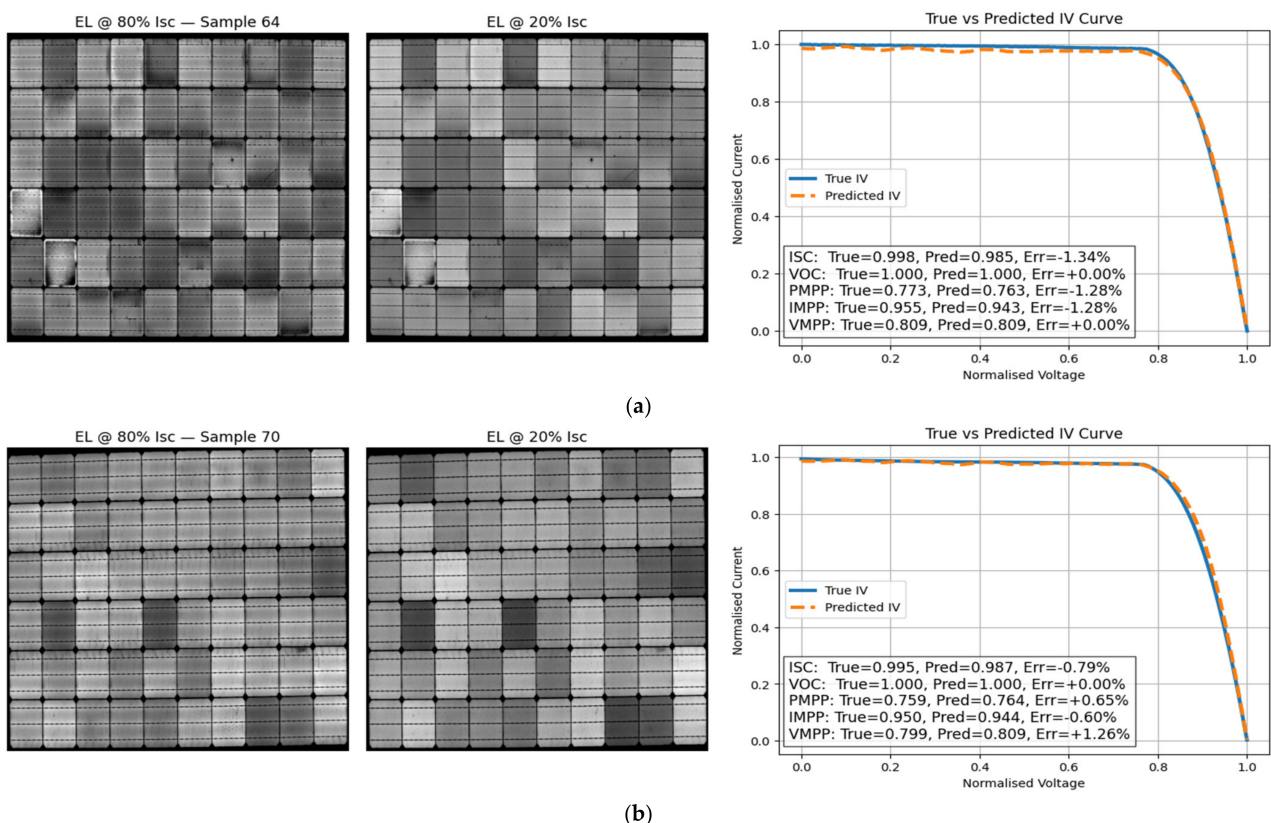 EL @ 80% Isc — Sample 64
EL @ 20% Isc
True vs Predicted IV Curve
Normalised Current
1.0
0.8
0.6
0.4
0.2
0.0
True IV
Predicted IV
ISC:  True=0.998, Pred=0.985, Err=-1.34%
VOC:  True=1.000, Pred=1.000, Err=+0.00%
PMPP: True=0.773, Pred=0.763, Err=-1.28%
IMPP: True=0.955, Pred=0.943, Err=-1.28%
VMPP: True=0.809, Pred=0.809, Err=+0.00%
0.0 0.2 0.4 0.6 0.8 1.0
Normalised Voltage
(a)
EL @ 80% Isc — Sample 70
EL @ 20% Isc
True vs Predicted IV Curve
Normalised Current
1.0
0.8
0.6
0.4
0.2
0.0
True IV
Predicted IV
ISC:  True=0.995, Pred=0.987, Err=-0.79%
VOC:  True=1.000, Pred=1.000, Err=+0.00%
PMPP: True=0.759, Pred=0.764, Err=+0.65%
IMPP: True=0.950, Pred=0.944, Err=-0.60%
VMPP: True=0.799, Pred=0.809, Err=+1.26%
0.0 0.2 0.4 0.6 0.8 1.0
Normalised Voltage
(b)